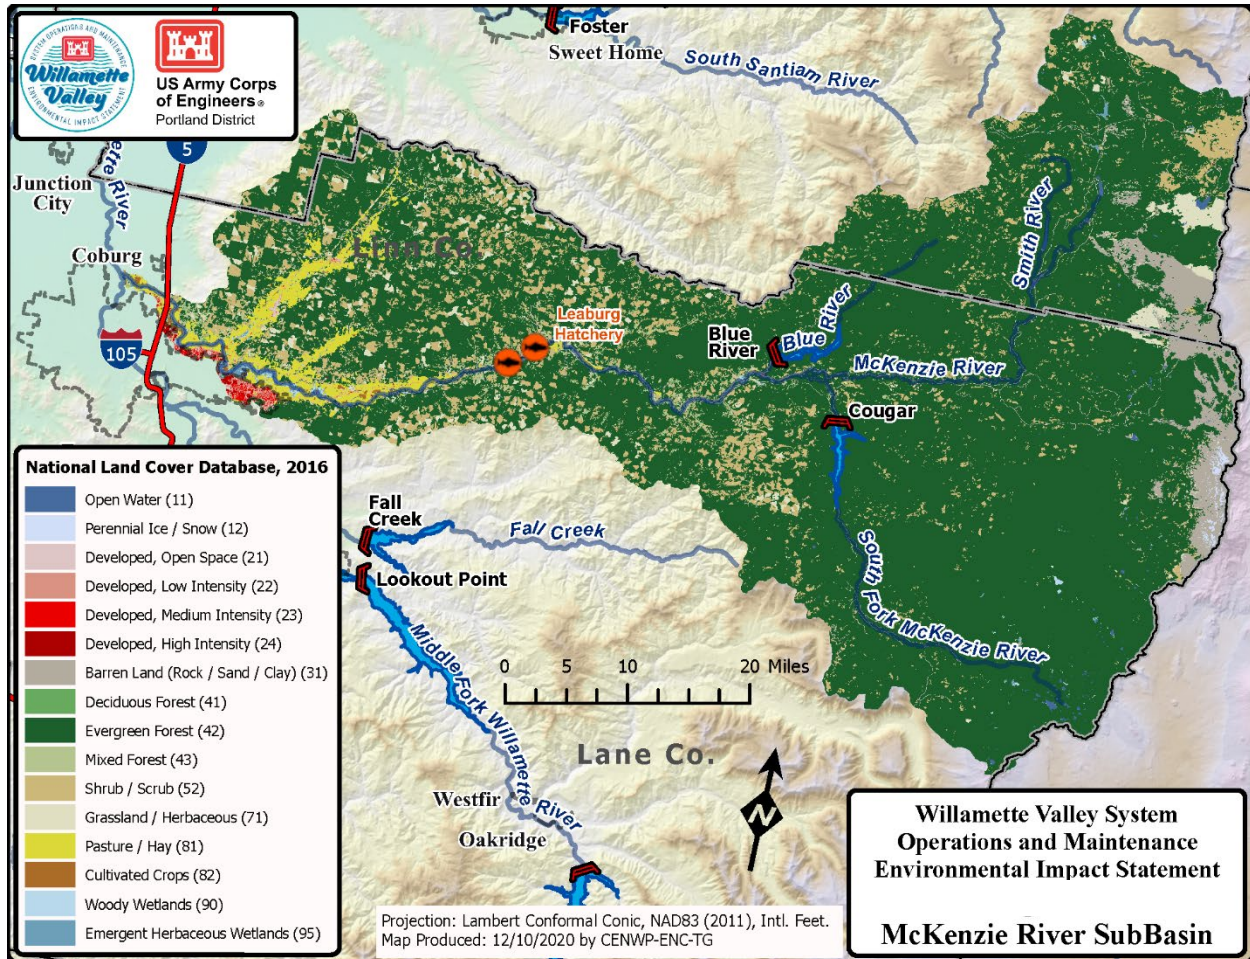 SYSTEM OPERATIONS AND MAINTENANCE
Willamette
Valley
ENVIRONMENTAL IMPACT STATEMENT
US Army Corps
of Engineers®
Portland District
Foster
Sweet Home
South Santiam River
5
ette River
Junction
City
Coburg
105
Linn Co
Leaburg
Hatchery
Blue
River
Blue River
McKenzie River
Smith River
Cougar
South Fork McKenzie River
Fall
Creek
Fall Creek
Lookout Point
Middle Fork Willamette River
0 5 10 20 Miles
Lane Co.
Westfir
Oakridge
N
National Land Cover Database, 2016
Open Water (11)
Perennial Ice / Snow (12)
Developed, Open Space (21)
Developed, Low Intensity (22)
Developed, Medium Intensity (23)
Developed, High Intensity (24)
Barren Land (Rock / Sand / Clay) (31)
Deciduous Forest (41)
Evergreen Forest (42)
Mixed Forest (43)
Shrub / Scrub (52)
Grassland / Herbaceous (71)
Pasture / Hay (81)
Cultivated Crops (82)
Woody Wetlands (90)
Emergent Herbaceous Wetlands (95)
Projection: Lambert Conformal Conic, NAD83 (2011), Intl. Feet.
Map Produced: 12/10/2020 by CENWP-ENC-TG
Willamette Valley System
Operations and Maintenance
Environmental Impact Statement
McKenzie River SubBasin